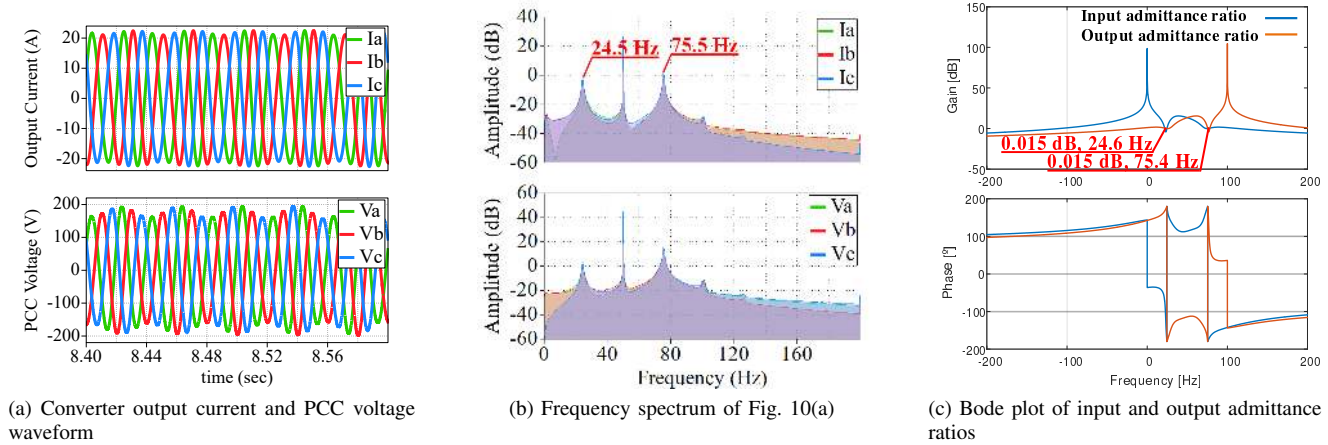 Output Current (A)
20
10
0
-10
-20
Ia
Ib
Ic
PCC Voltage (V)
200
100
0
-100
-200
Va
Vb
Vc
8.40
8.44
8.48
8.52
8.56
time (sec)
(a) Converter output current and PCC voltage
waveform
Amplitude (dB)
60
40
20
0
-20
-40
-60
24.5 Hz
75.5 Hz
Ia
Ib
Ic
Amplitude (dB)
60
40
20
0
-20
-40
-60
Va
Vb
Vc
0
40
80
120
160
Frequency (Hz)
(b) Frequency spectrum of Fig. 10(a)
Gain [dB]
150
100
50
0
-50
Input admittance ratio
Output admittance ratio
0.015 dB, 24.6 Hz
0.015 dB, 75.4 Hz
-200
-100
0
100
200
Phase [°]
200
100
0
-100
200
-200
-100
0
100
200
Frequency [Hz]
(c) Bode plot of input and output admittance
ratios